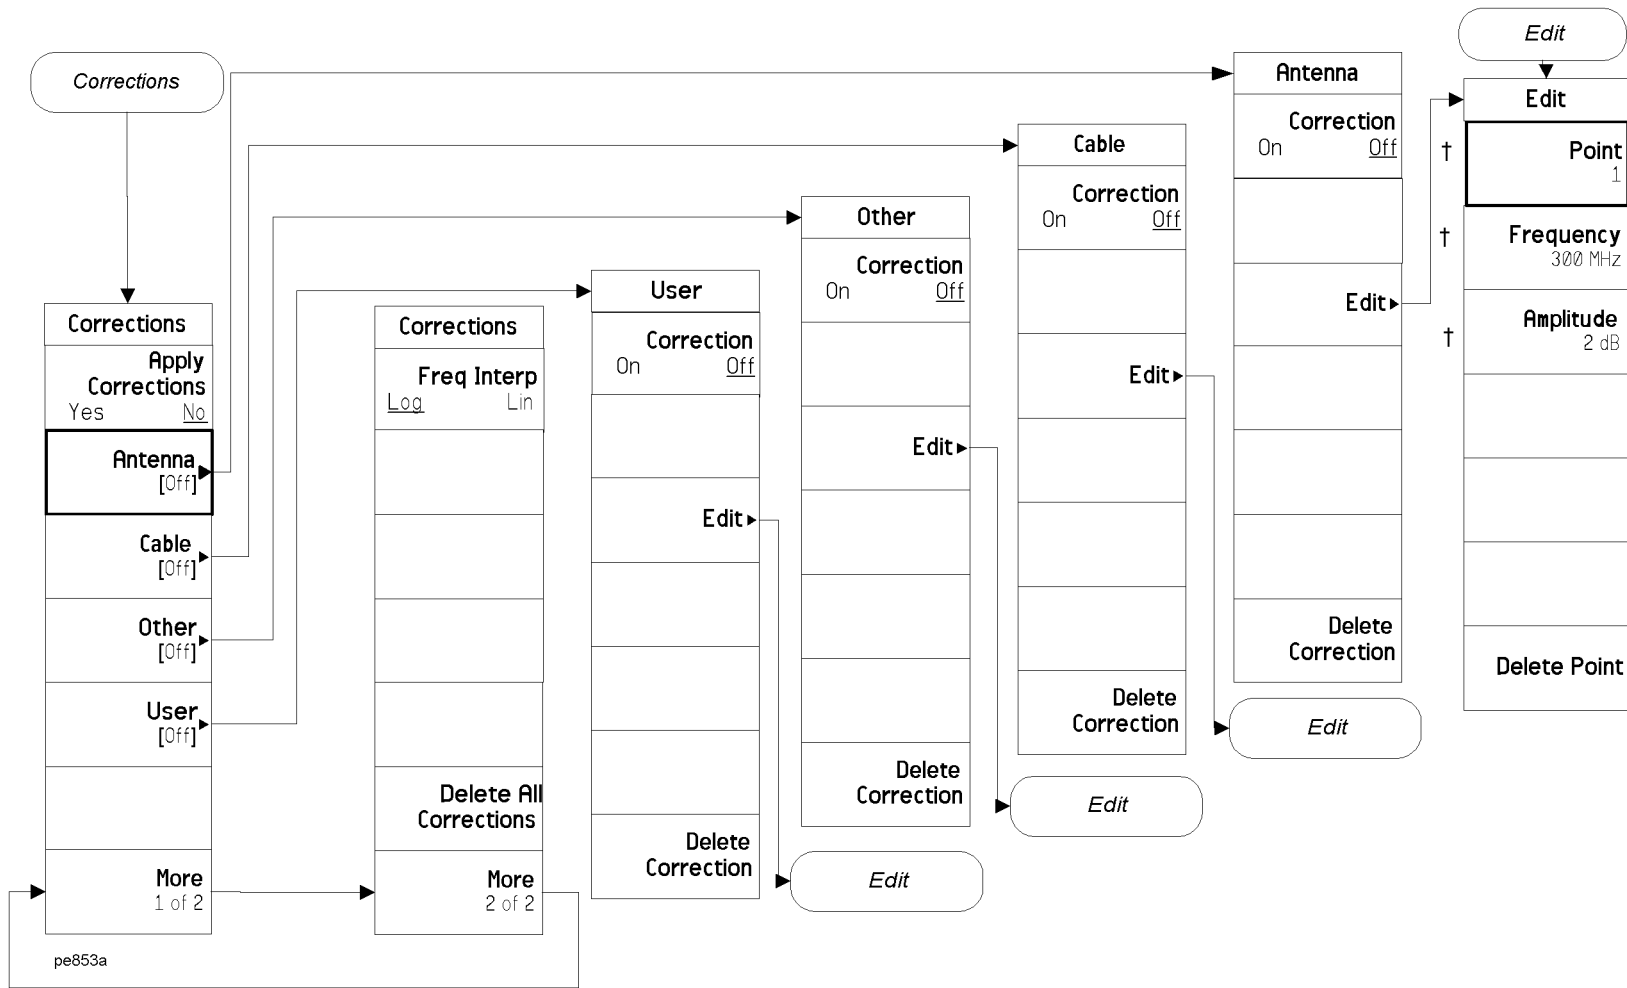 Corrections
Corrections
Apply
Corrections
Yes No
Antenna
[Off]
Cable
[Off]
Other
[Off]
User
[Off]
More
1 of 2
pe853a
Corrections
Freq Interp
Log Lin
Delete All
Corrections
More
2 of 2
User
Correction
On Off
Edit
Delete
Correction
Edit
Other
Correction
On Off
Edit
Delete
Correction
Edit
Cable
Correction
On Off
Edit
Delete
Correction
Edit
Antenna
Correction
On Off
Edit
Delete
Correction
Edit
Edit
† Point
1
† Frequency
300 MHz
† Amplitude
2 dB
Delete Point